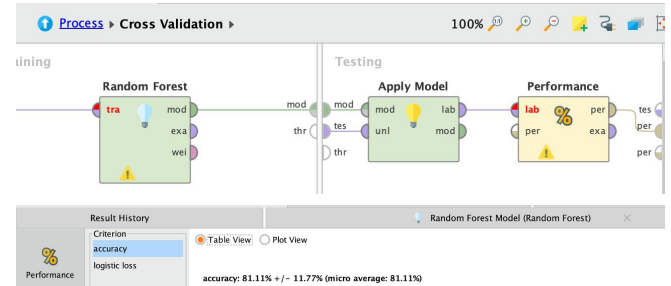 Process ▸ Cross Validation ▸ 100%
ining
Testing
Random Forest
Apply Model
Performance
tra mod
exa
wei
mod mod
thr tes
thr
mod lab
unl mod
lab per
per exa
tes
per
per
Result History
Random Forest Model (Random Forest)
Performance
Criterion
accuracy
logistic loss
Table View Plot View
accuracy: 81.11% +/- 11.77% (micro average: 81.11%)